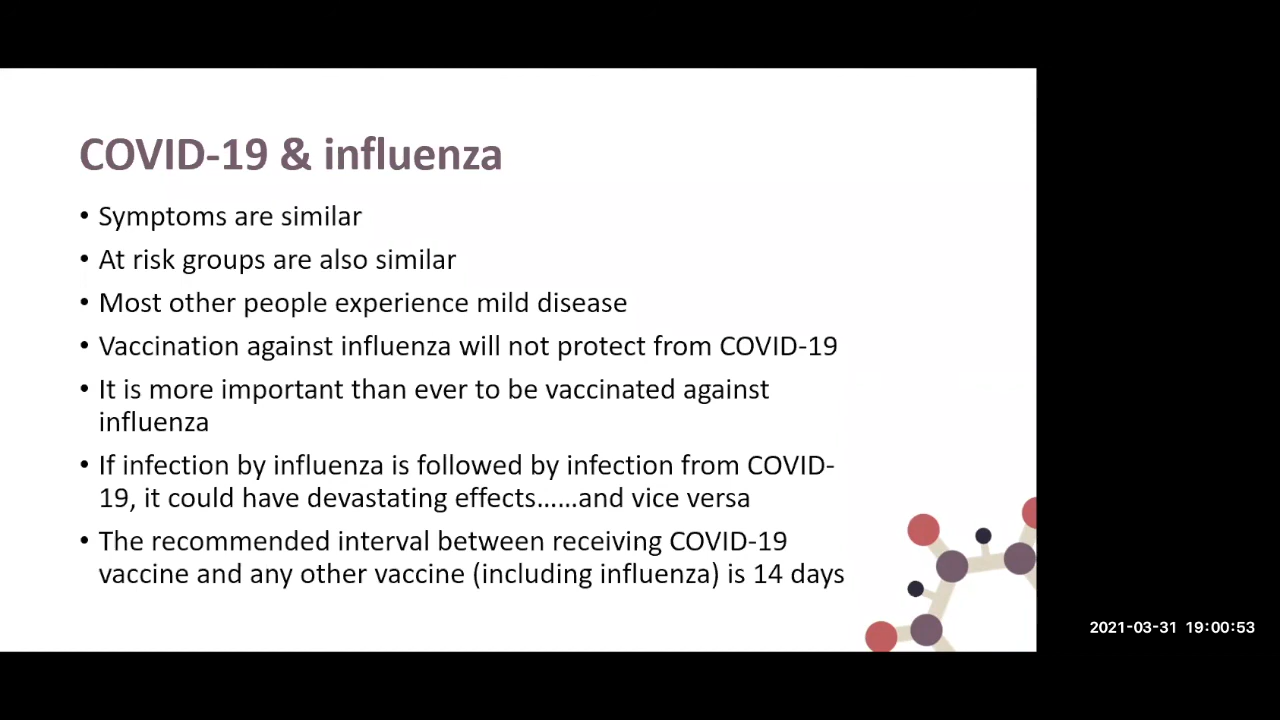 COVID-19 & influenza
• Symptoms are similar
• At risk groups are also similar
• Most other people experience mild disease
• Vaccination against influenza will not protect from COVID-19
• It is more important than ever to be vaccinated against
influenza
• If infection by influenza is followed by infection from COVID-
19, it could have devastating effects......and vice versa
• The recommended interval between receiving COVID-19
vaccine and any other vaccine (including influenza) is 14 days
2021-03-31 19:00:53